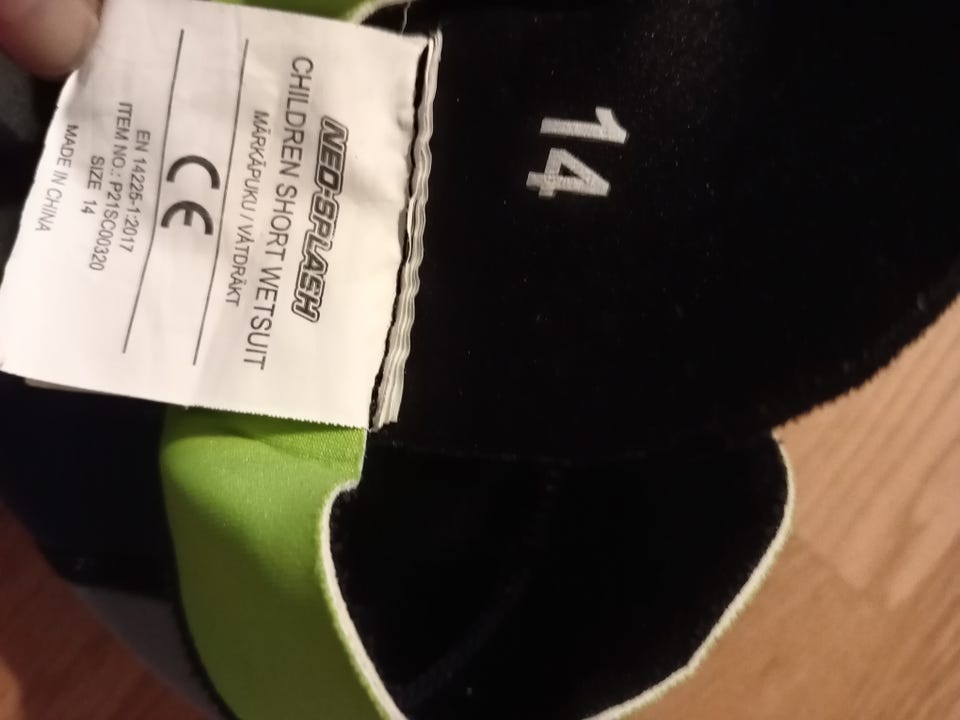 NEO-SPLASH
CHILDREN SHORT WETSUIT
MÄRKÄPUKU / VÅTDRÄKT
CE
EN 14225-1:2017
ITEM NO.: P21SC00320
SIZE 14
MADE IN CHINA
14